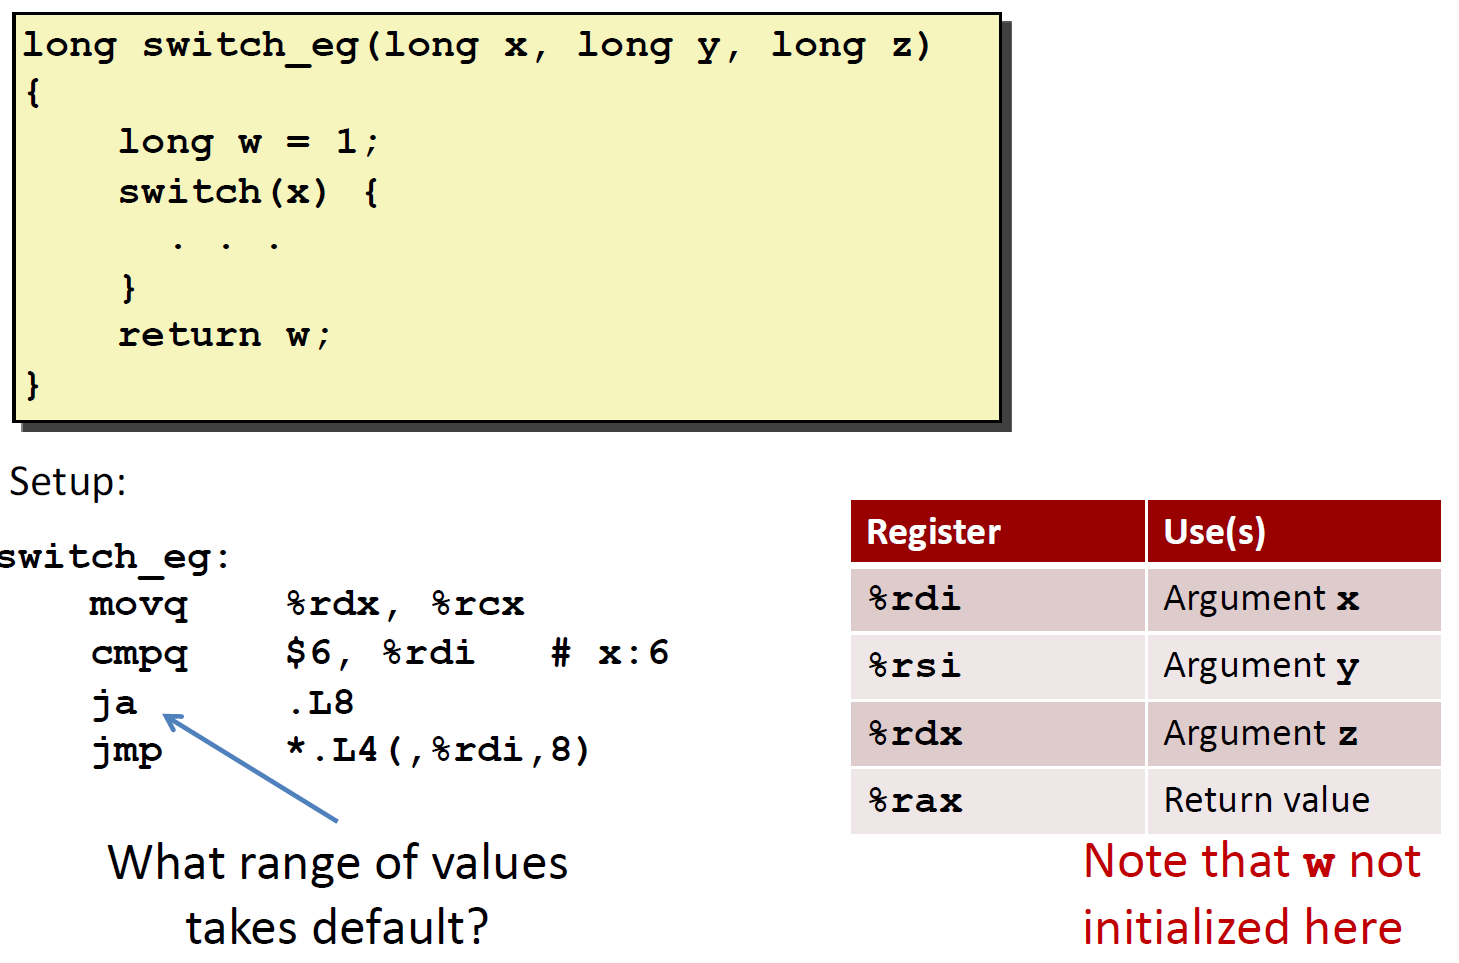 long switch_eg(long x, long y, long z)
{
    long w = 1;
    switch(x) {
      . . .
    }
    return w;
}
Setup:
switch_eg:
    movq    %rdx, %rcx
    cmpq    $6, %rdi   # x:6
    ja      .L8
    jmp     *.L4(,%rdi,8)
What range of values
takes default?
Register Use(s)
%rdi Argument x
%rsi Argument y
%rdx Argument z
%rax Return value
Note that w not
initialized here